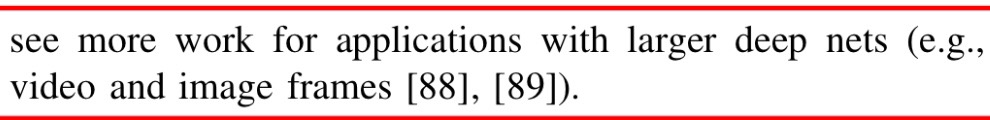 see more work for applications with larger deep nets (e.g.,
video and image frames [88], [89]).